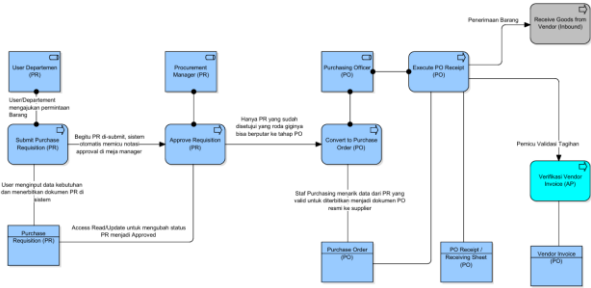 Penerimaan Barang
Receive Goods from
Vendor (Inbound)
User Departemen
(PR)
Procurement
Manager (PR)
Purchasing Officer
(PO)
Execute PO Receipt
(PO)
User/Departement
mengajukan permintaan
Barang
Submit Purchase
Requisition (PR)
Begitu PR di-submit, sistem
otomatis memicu notasi
approval di meja manager
Approve Requisition
(PR)
Hanya PR yang sudah
disetujui yang roda giginya
bisa berputar ke tahap PO
Convert to Purchase
Order (PO)
Pemicu Validasi Tagihan
Verifikasi Vendor
Invoice (AP)
User menginput data kebutuhan
dan menerbitkan dokumen PR di
sistem
Staf Purchasing menarik data dari PR yang
valid untuk diterbitkan menjadi dokumen PO
resmi ke supplier
Purchase
Requisition (PR)
Access Read/Update untuk mengubah status
PR menjadi Approved
Purchase Order
(PO)
PO Receipt /
Receiving Sheet
(PO)
Vendor Invoice
(PO)